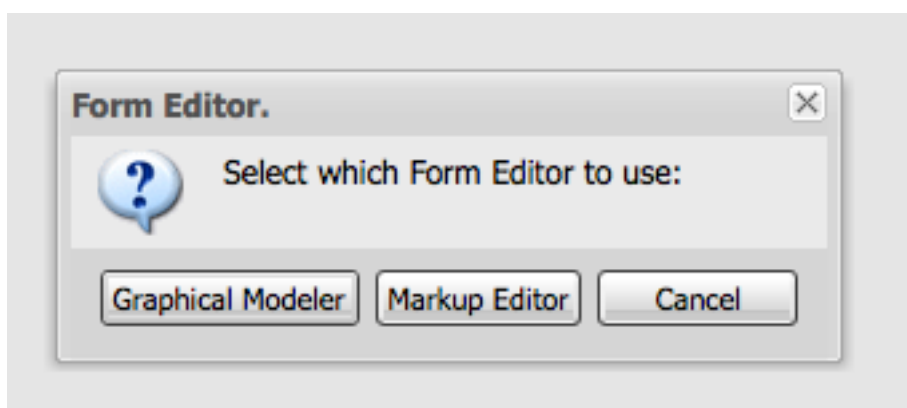 Form Editor.
Select which Form Editor to use:
Graphical Modeler Markup Editor Cancel